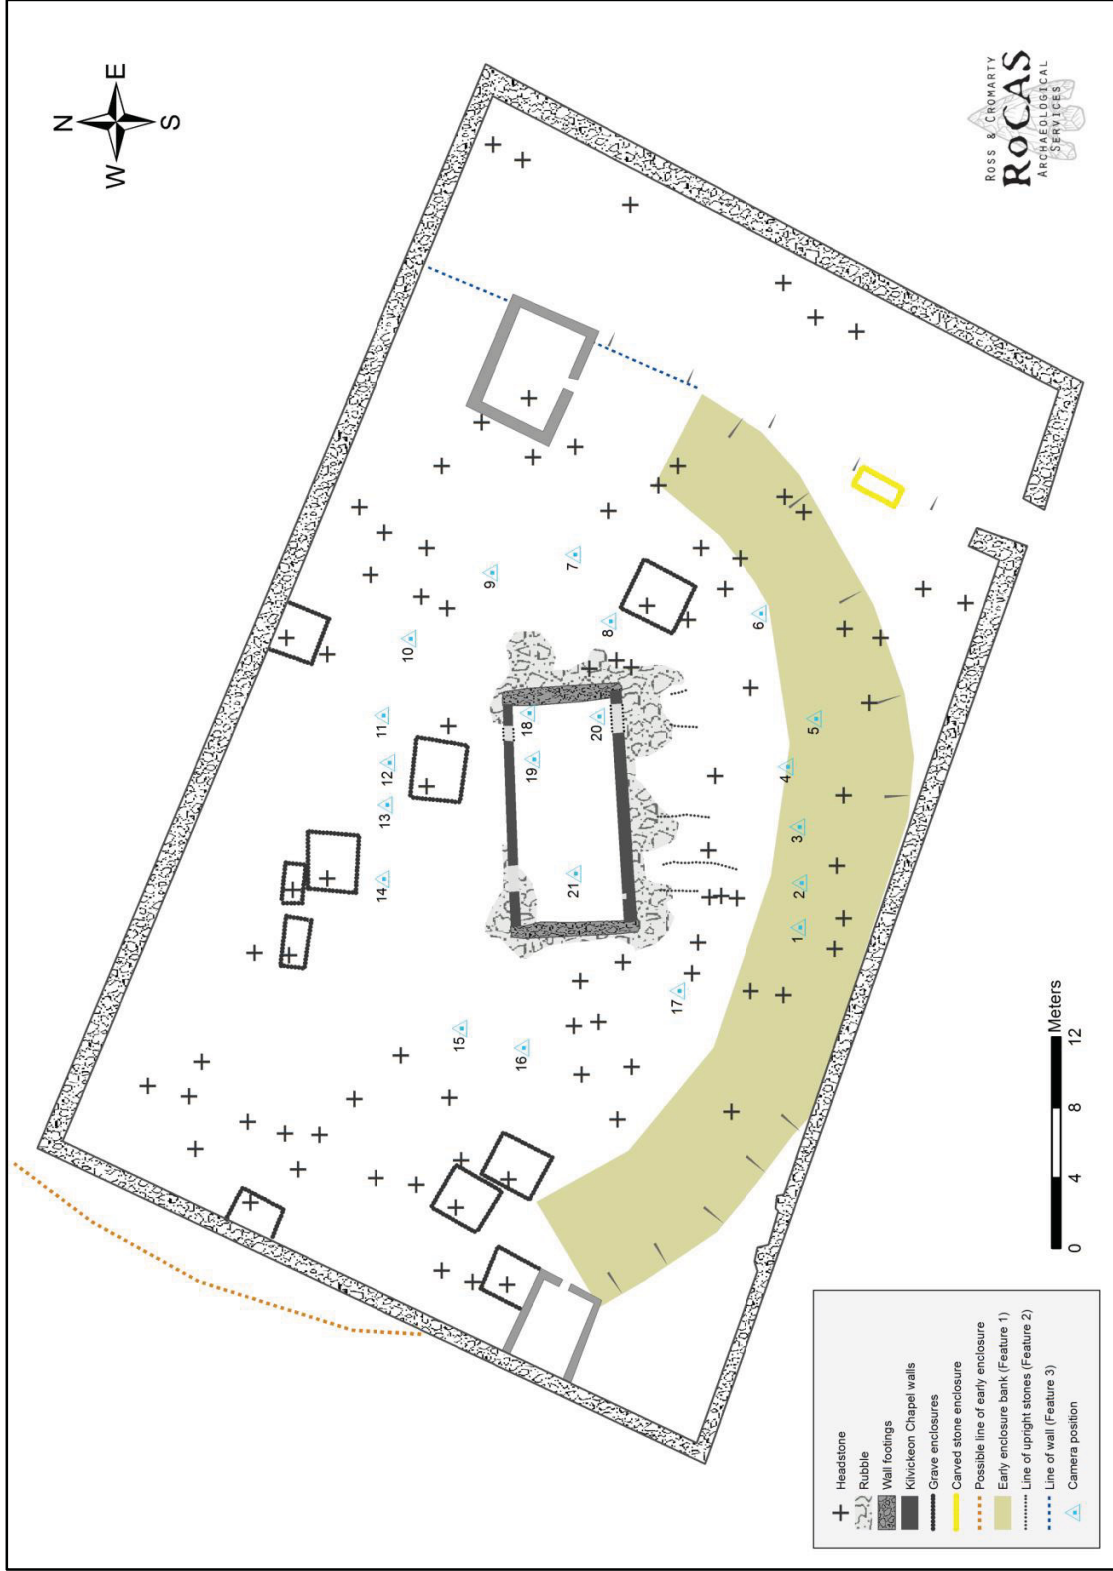 N
W E
S
ROSS & CROMARTY
RoCAS
ARCHAEOLOGICAL
SERVICES
1
2
3
4
5
6
7
8
9
10
11
12
13
14
15
16
17
18
19
20
21
Headstone
Rubble
Wall footings
Kilvickeon Chapel walls
Grave enclosures
Carved stone enclosure
Possible line of early enclosure
Early enclosure bank (Feature 1)
Line of upright stones (Feature 2)
Line of wall (Feature 3)
Camera position
Meters
0 4 8 12